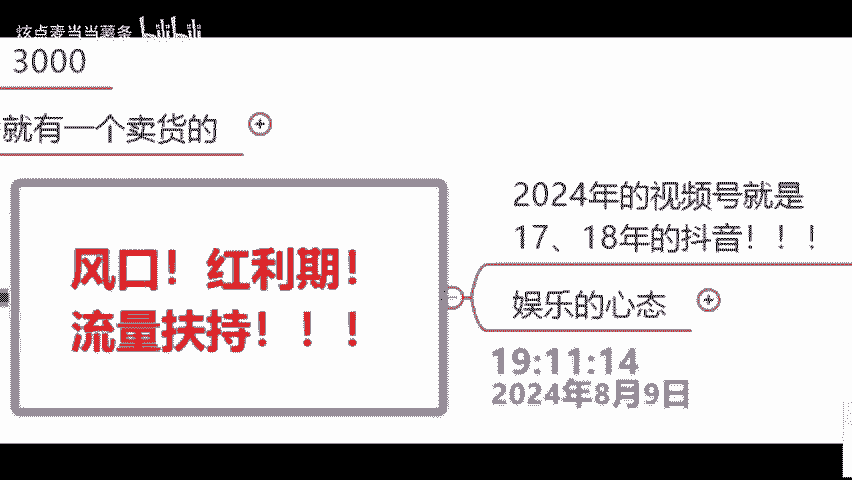 炫点麦当当薯条 bilibili
3000
就有一个卖货的
2024年的视频号就是
17、18年的抖音！！！
风口！红利期！
流量扶持！！！
娱乐的心态
19:11:14
2024年8月9日